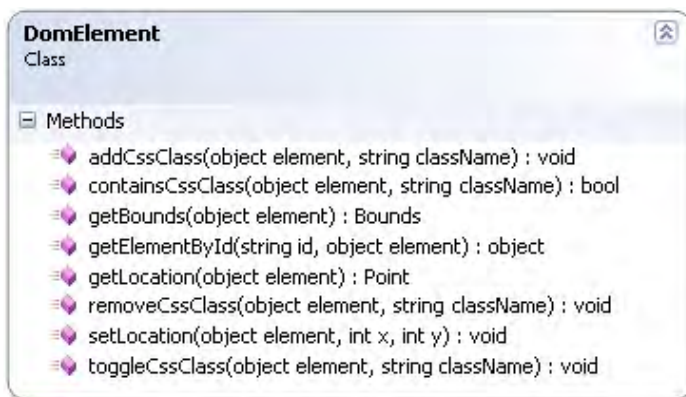 DomElement
Class
Methods
addCssClass(object element, string className) : void
containsCssClass(object element, string className) : bool
getBounds(object element) : Bounds
getElementById(string id, object element) : object
getLocation(object element) : Point
removeCssClass(object element, string className) : void
setLocation(object element, int x, int y) : void
toggleCssClass(object element, string className) : void